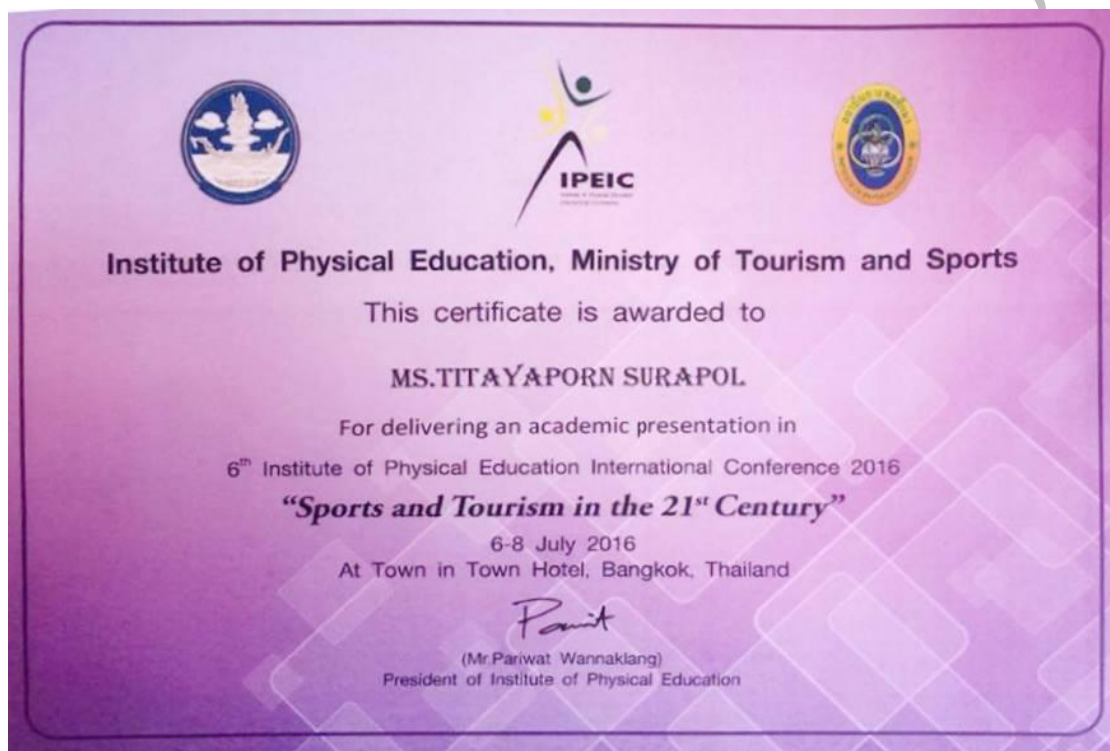 IPEIC
Institute of Physical Education, Ministry of Tourism and Sports
This certificate is awarded to
MS.TITAYAPORN SURAPOL
For delivering an academic presentation in
6th Institute of Physical Education International Conference 2016
“Sports and Tourism in the 21st Century”
6-8 July 2016
At Town in Town Hotel, Bangkok, Thailand
(Mr.Pariwat Wannaklang)
President of Institute of Physical Education